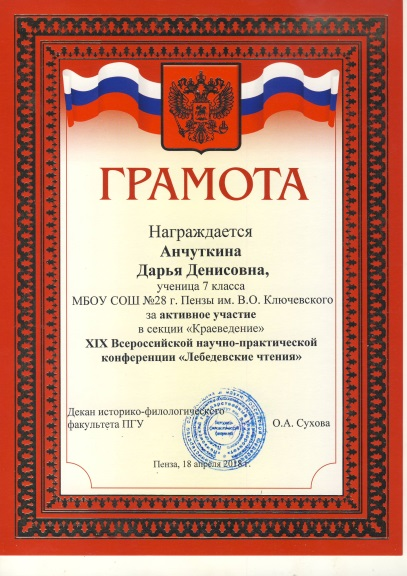 ГРАМОТА
Награждается
Анчуткина
Дарья Денисовна,
ученица 7 класса
МБОУ СОШ №28 г. Пензы им. В.О. Ключевского
за активное участие
в секции «Краеведение»
XIX Всероссийской научно-практической
конференции «Лебедевские чтения»
Декан историко-филологического
факультета ПГУ
О.А. Сухова
Пенза, 18 апреля 2018 г.